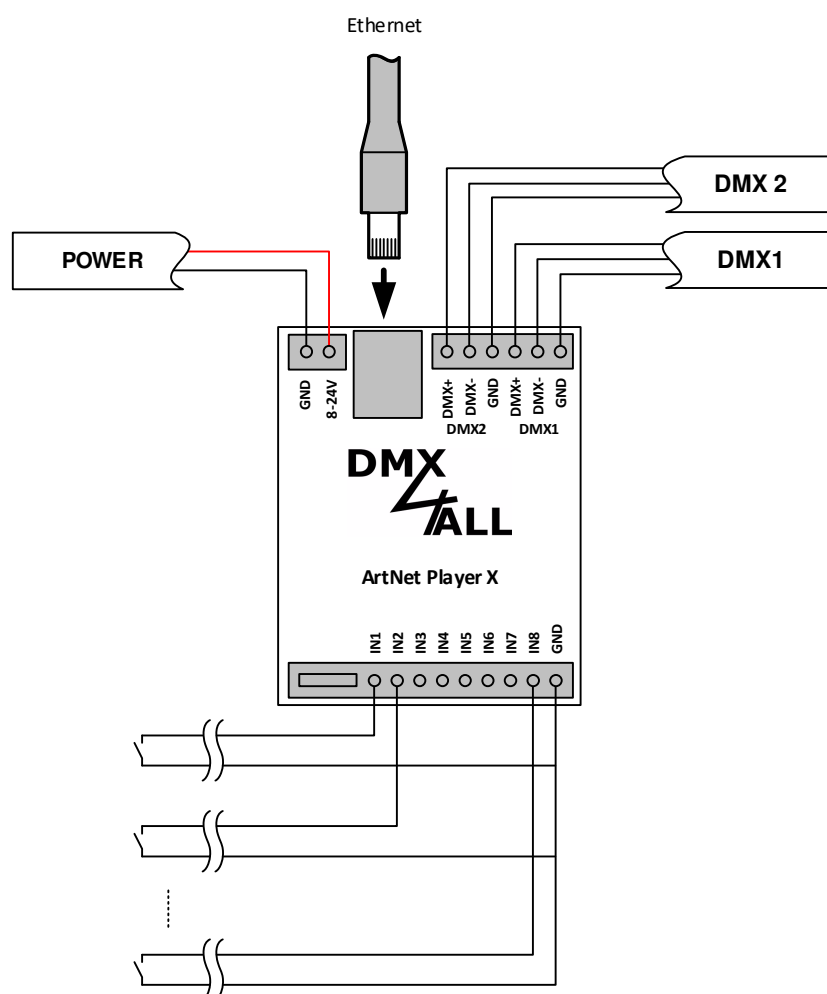 Ethernet
DMX 2
POWER
DMX1
GND
8-24V
DMX+
DMX-
GND
DMX+
DMX-
GND
DMX2
DMX1
DMX
4
ALL
ArtNet Player X
IN1
IN2
IN3
IN4
IN5
IN6
IN7
IN8
GND